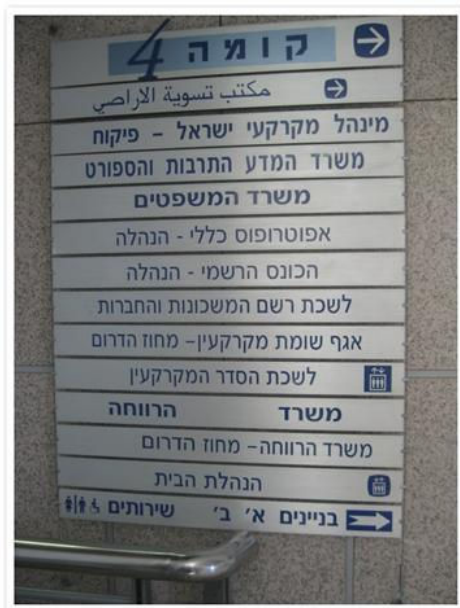 קומה 4
مكتب تسوية الاراصي
מינהל מקרקעי ישראל - פיקוח
משרד המדע התרבות והספורט
משרד המשפטים
אפוטרופוס כללי - הנהלה
הכונס הרשמי - הנהלה
לשכת רשם המשכונות והחברות
אגף שומת מקרקעין- מחוז הדרום
לשכת הסדר המקרקעין
משרד הרווחה
משרד הרווחה- מחוז הדרום
הנהלת הבית
בניינים א' ב' שירותים